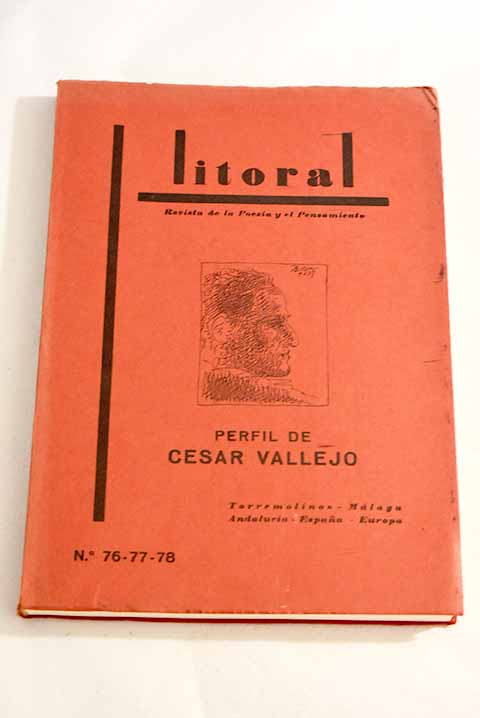 litoral
Revista de la Poesía y el Pensamiento
PERFIL DE
CESAR VALLEJO
Torremolinos - Málaga
Andalucía - España - Europa
N.° 76-77-78